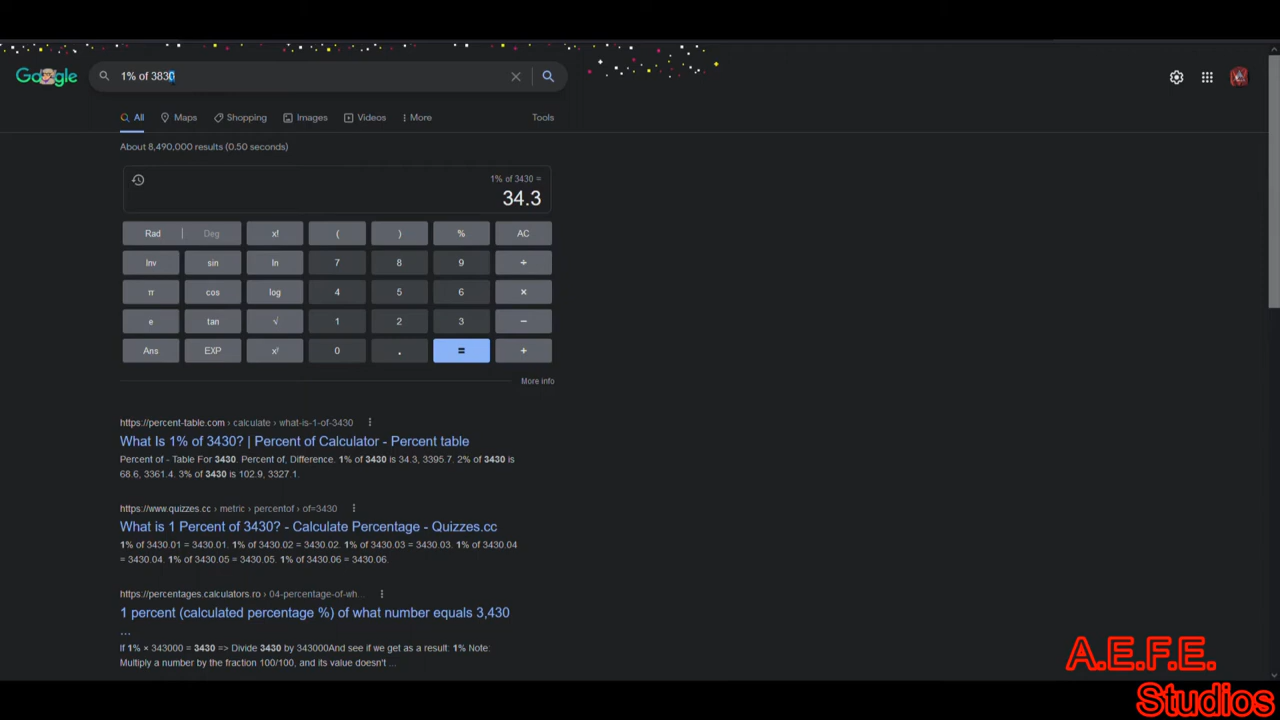 Google
1% of 3830
All
Maps
Shopping
Images
Videos
More
Tools
About 8,490,000 results (0.50 seconds)
1% of 3430 =
34.3
Rad
Deg
x!
(
)
%
AC
Inv
sin
ln
7
8
9
÷
π
cos
log
4
5
6
×
e
tan
√
1
2
3
−
Ans
EXP
xʸ
0
.
=
+
More info
https://percent-table.com › calculate › what-is-1-of-3430
What Is 1% of 3430? | Percent of Calculator - Percent table
Percent of - Table For 3430. Percent of, Difference. 1% of 3430 is 34.3, 3395.7. 2% of 3430 is
68.6, 3361.4. 3% of 3430 is 102.9, 3327.1.
https://www.quizzes.cc › metric › percentof › of=3430
What is 1 Percent of 3430? - Calculate Percentage - Quizzes.cc
1% of 3430.01 = 3430.01. 1% of 3430.02 = 3430.02. 1% of 3430.03 = 3430.03. 1% of 3430.04
= 3430.04. 1% of 3430.05 = 3430.05. 1% of 3430.06 = 3430.06.
https://percentages.calculators.ro › 04-percentage-of-wh...
1 percent (calculated percentage %) of what number equals 3,430
...
If 1% × 343000 = 3430 => Divide 3430 by 343000And see if we get as a result: 1% Note:
Multiply a number by the fraction 100/100, and its value doesn't ...
A.E.F.E.
Studios